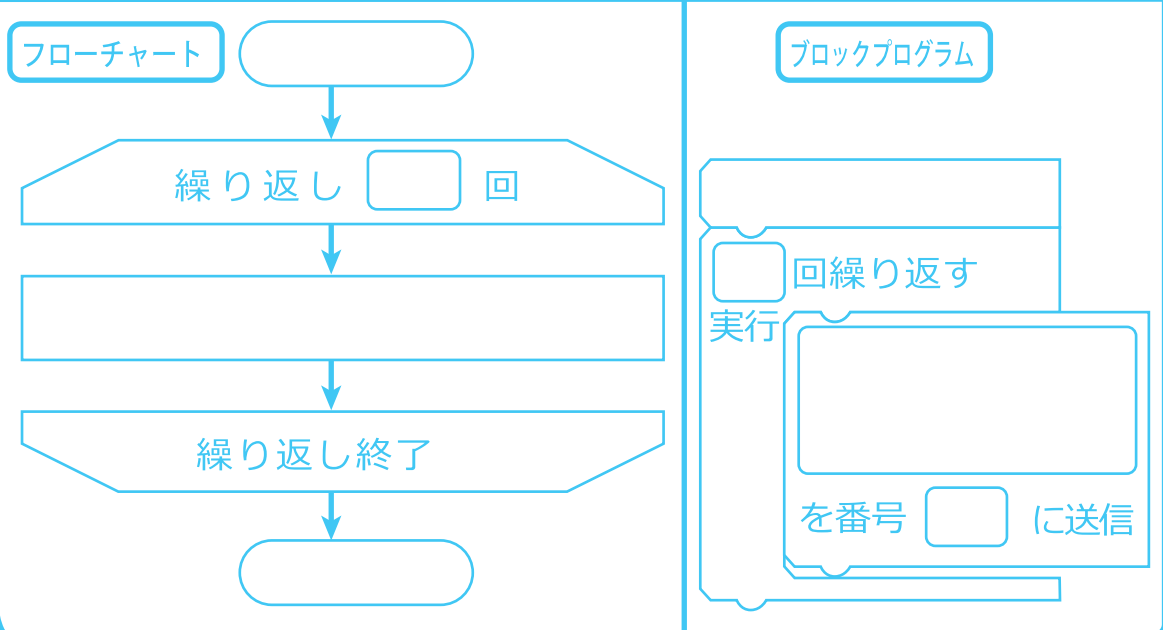 フローチャート
繰り返し 回
繰り返し終了
ブロックプログラム
回繰り返す
実行
を番号 に送信